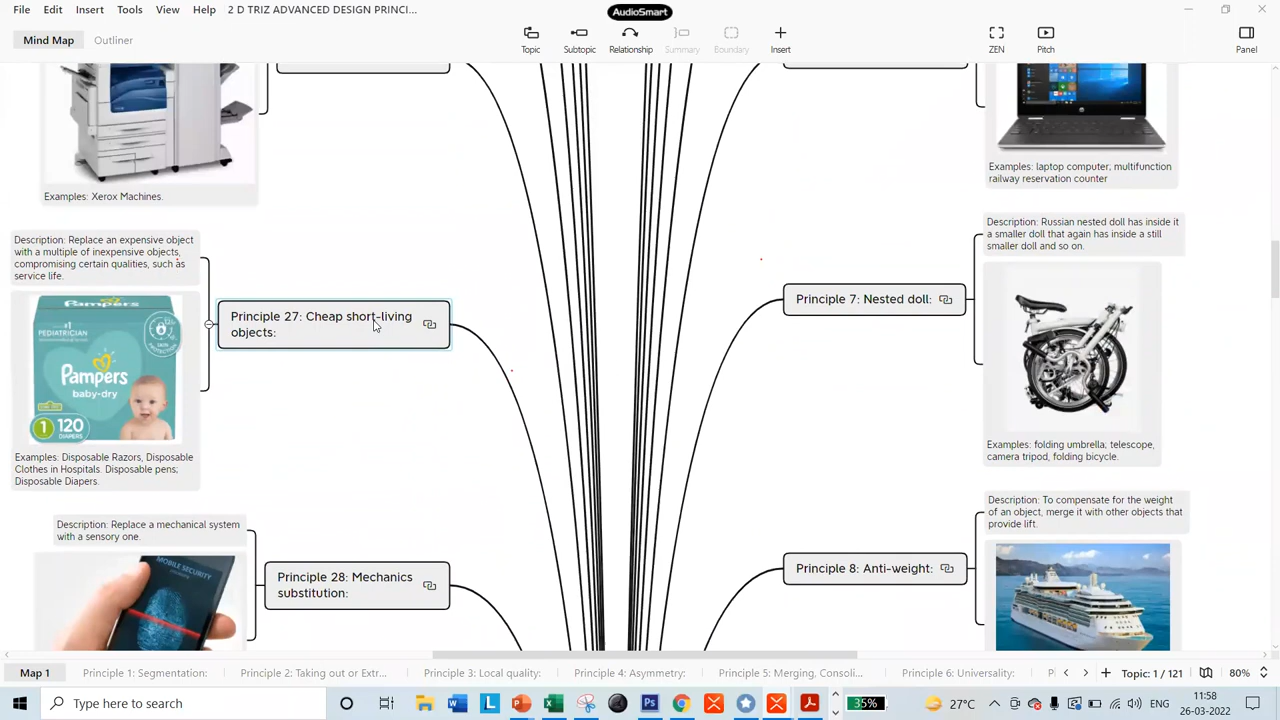 File Edit Insert Tools View Help 2 D TRIZ ADVANCED DESIGN PRINCI...
AudioSmart
Mind Map Outliner
Topic Subtopic Relationship Summary Boundary Insert ZEN Pitch Panel
Examples: Xerox Machines.
Examples: laptop computer; multifunction
railway reservation counter
Description: Replace an expensive object
with a multiple of inexpensive objects,
compromising certain qualities, such as
service life.
Pampers
PEDIATRICIAN
SKIN
Pampers
baby-dry
1 120
DIAPERS
Examples: Disposable Razors, Disposable
Clothes in Hospitals. Disposable pens;
Disposable Diapers.
Principle 27: Cheap short-living
objects:
Description: Russian nested doll has inside it
a smaller doll that again has inside a still
smaller doll and so on.
Principle 7: Nested doll:
Examples: folding umbrella; telescope,
camera tripod, folding bicycle.
Description: Replace a mechanical system
with a sensory one.
MOBILE SECURITY
Principle 28: Mechanics
substitution:
Description: To compensate for the weight
of an object, merge it with other objects that
provide lift.
Principle 8: Anti-weight:
Map 1 Principle 1: Segmentation: Principle 2: Taking out or Extr... Principle 3: Local quality: Principle 4: Asymmetry: Principle 5: Merging, Consoli... Principle 6: Universality: Topic: 1 / 121 80%
Type here to search
35%
27°C
ENG
11:58
26-03-2022